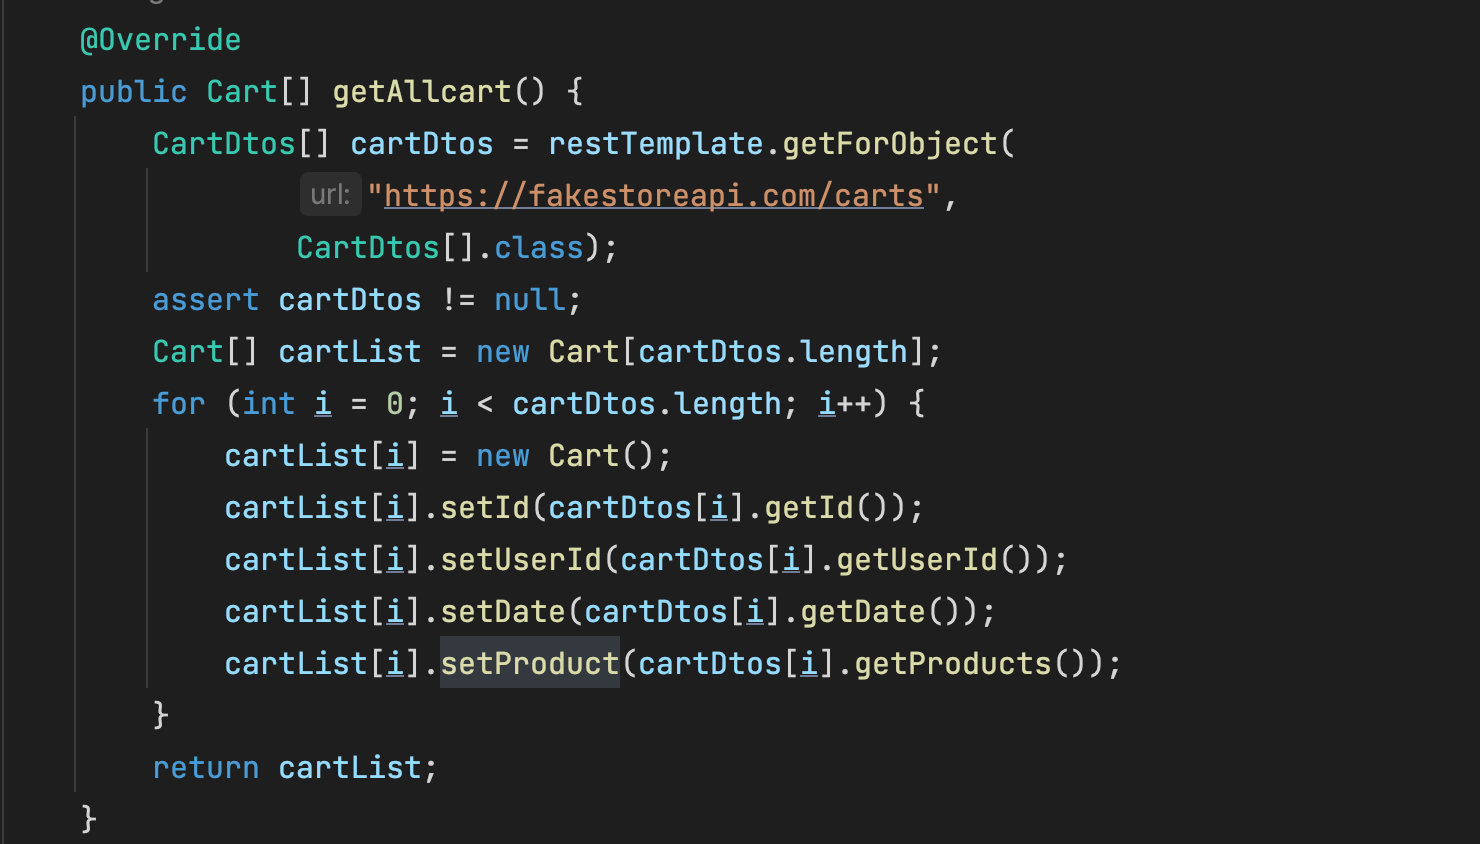 @Override
public Cart[] getAllcart() {
CartDtos[] cartDtos = restTemplate.getForObject(
url: "https://fakestoreapi.com/carts",
CartDtos[].class);
assert cartDtos != null;
Cart[] cartList = new Cart[cartDtos.length];
for (int i = 0; i < cartDtos.length; i++) {
cartList[i] = new Cart();
cartList[i].setId(cartDtos[i].getId());
cartList[i].setUserId(cartDtos[i].getUserId());
cartList[i].setDate(cartDtos[i].getDate());
cartList[i].setProduct(cartDtos[i].getProducts());
}
return cartList;
}